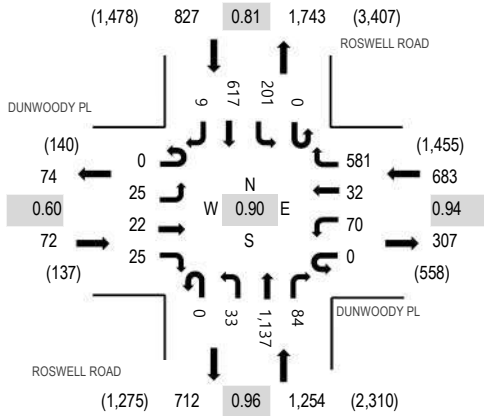 (1,478) 827 0.81 1,743 (3,407)
ROSWELL ROAD
DUNWOODY PL
9 617 201 0
(140) (1,455)
74 0 581 683
25 N 32
0.60 W 0.90 E 0.94
22 70
72 S 307
25 0
(137) (558)
0 33 1,137 84
DUNWOODY PL
ROSWELL ROAD
(1,275) 712 0.96 1,254 (2,310)